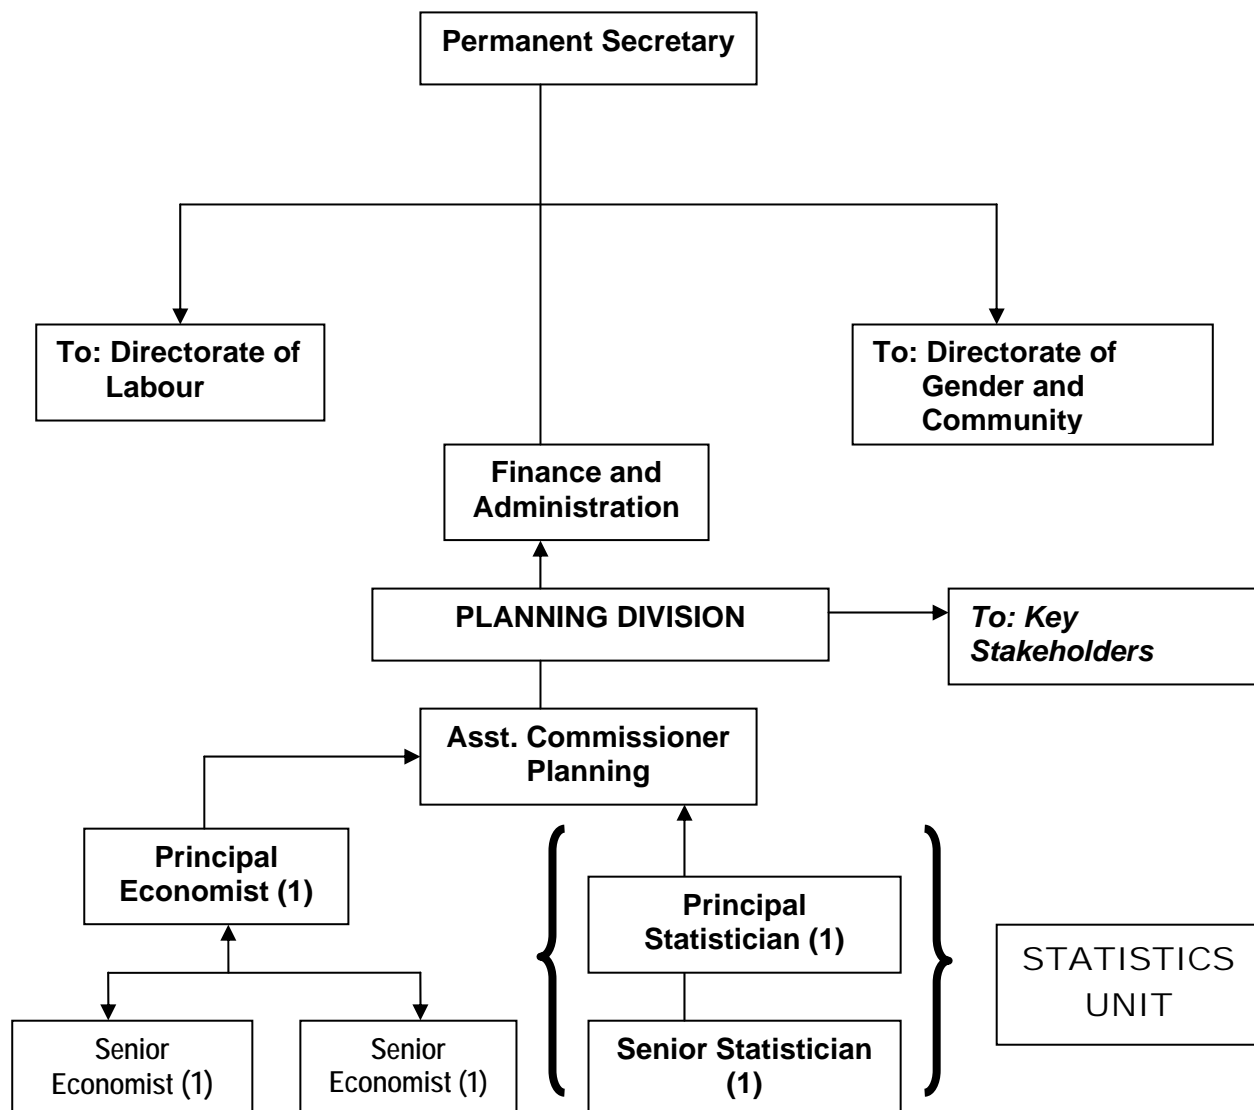 Permanent Secretary
To: Directorate of
Labour
To: Directorate of
Gender and
Community
Finance and
Administration
PLANNING DIVISION
To: Key
Stakeholders
Asst. Commissioner
Planning
Principal
Economist (1)
Principal
Statistician (1)
STATISTICS
UNIT
Senior
Economist (1)
Senior
Economist (1)
Senior Statistician
(1)